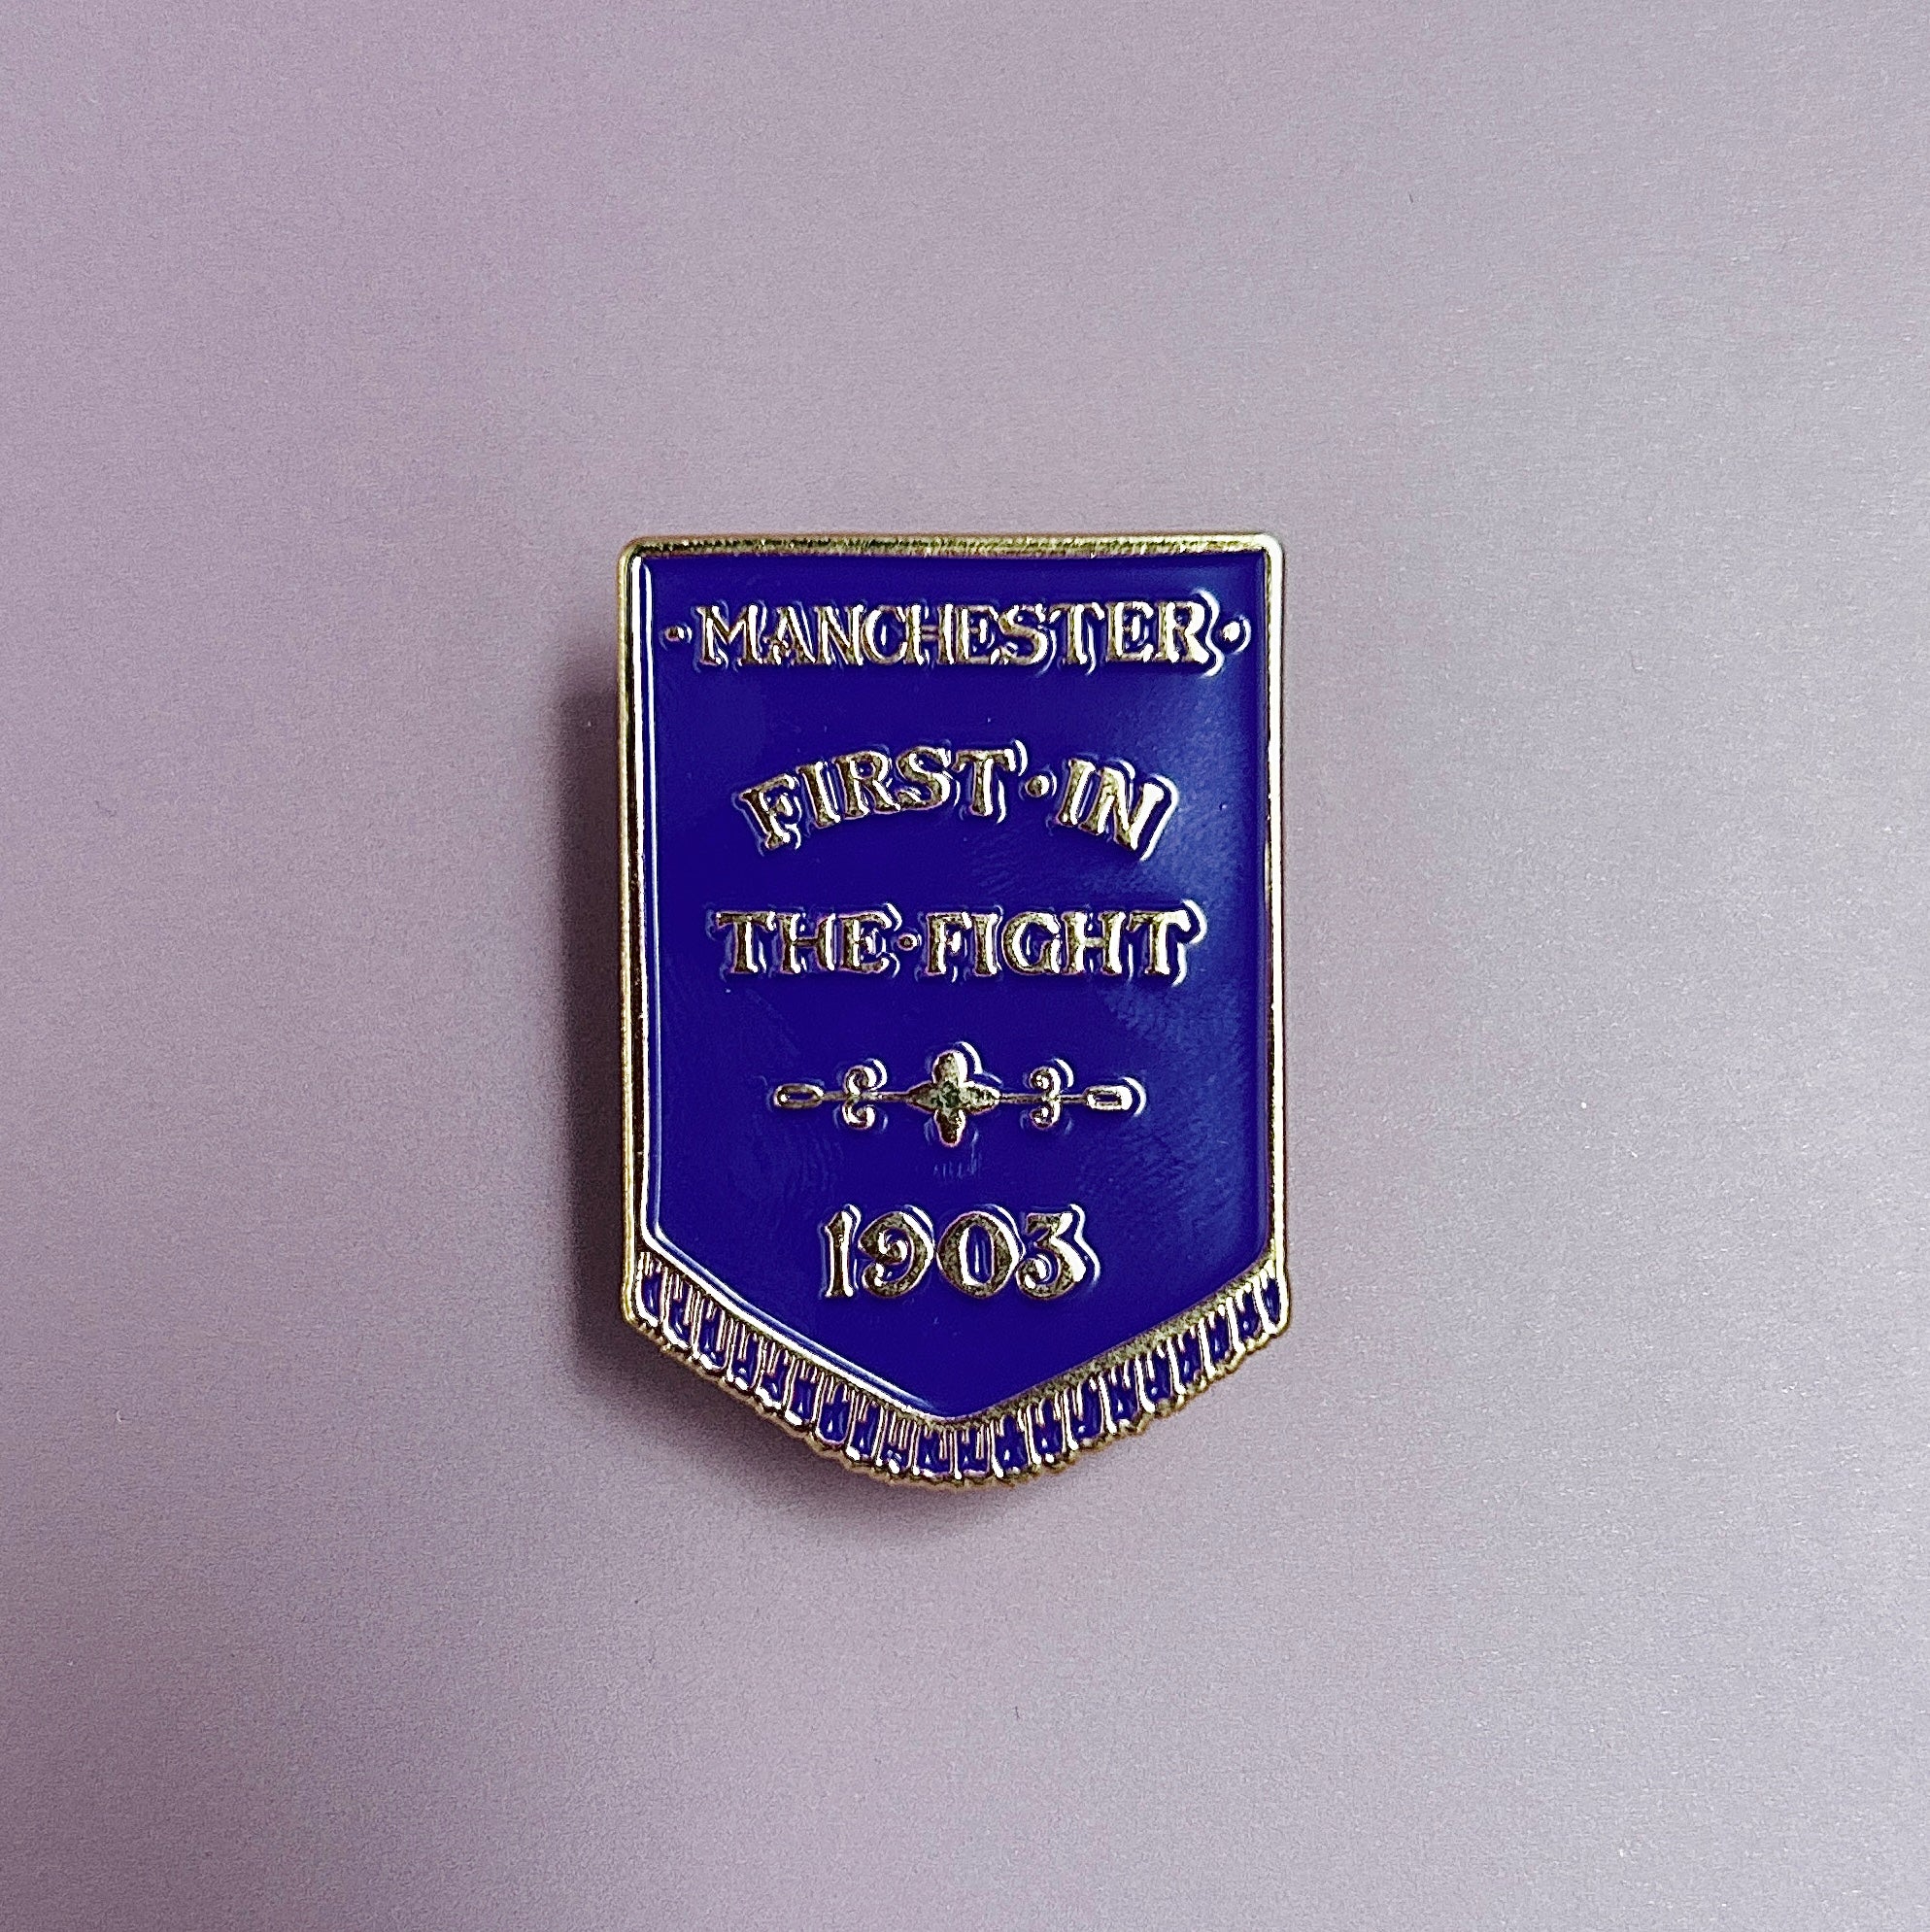 ·MANCHESTER·
FIRST·IN
THE·FIGHT
1903